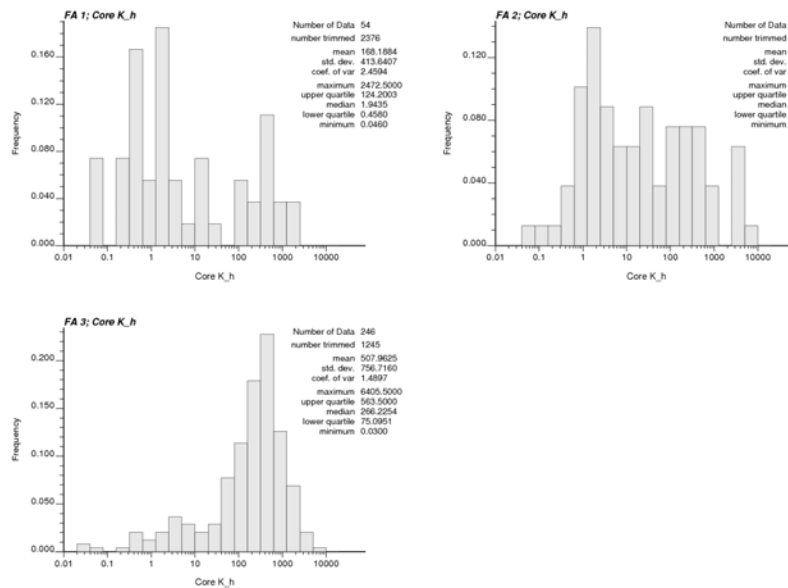 FA 1; Core K_h
Number of Data 54
number trimmed 2376
mean 168.1884
std. dev. 413.6407
coef. of var 2.4594
maximum 2472.5000
upper quartile 124.2003
median 1.9435
lower quartile 0.4580
minimum 0.0460
Frequency
0.160
0.120
0.080
0.040
0.000
0.01 0.1 1 10 100 1000 10000
Core K_h
FA 2; Core K_h
Number of Data
number trimmed
mean
std. dev.
coef. of var
maximum
upper quartile
median
lower quartile
minimum
Frequency
0.120
0.080
0.040
0.000
0.01 0.1 1 10 100 1000 10000
Core K_h
FA 3; Core K_h
Number of Data 246
number trimmed 1245
mean 507.9625
std. dev. 756.7160
coef. of var 1.4897
maximum 6405.5000
upper quartile 563.5000
median 266.2254
lower quartile 75.0951
minimum 0.0300
Frequency
0.200
0.150
0.100
0.050
0.000
0.01 0.1 1 10 100 1000 10000
Core K_h